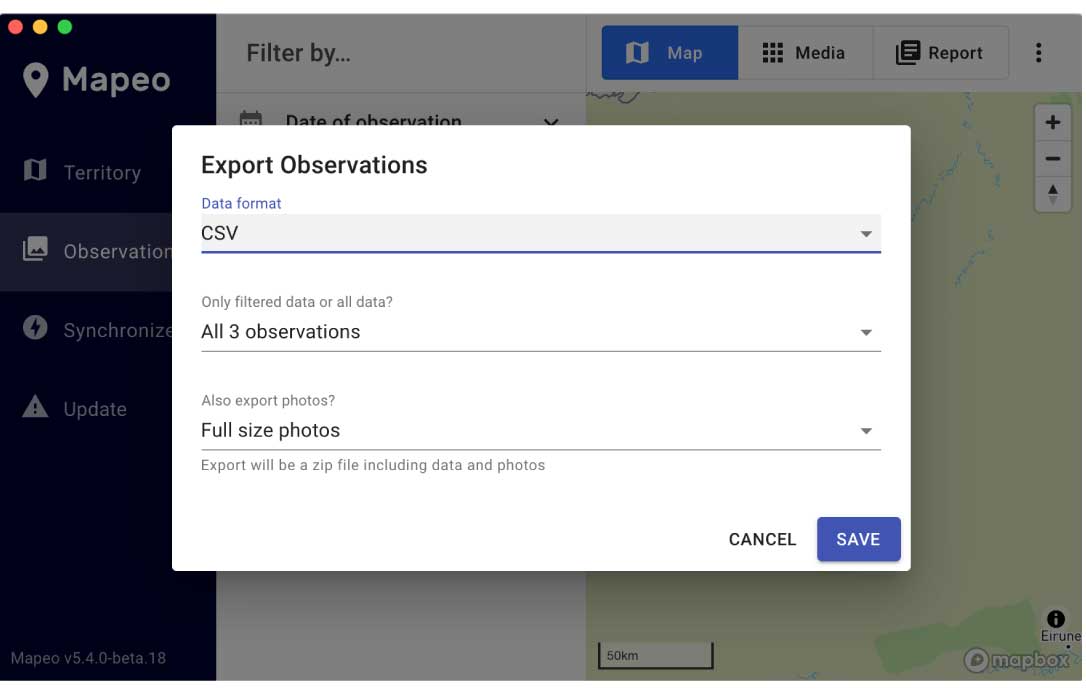 Mapeo
Territory
Observation
Synchronize
Update
Mapeo v5.4.0-beta.18
Filter by...
Date of observation
Map
Media
Report
Export Observations
Data format
CSV
Only filtered data or all data?
All 3 observations
Also export photos?
Full size photos
Export will be a zip file including data and photos
CANCEL
SAVE
50km
Eirune
mapbox